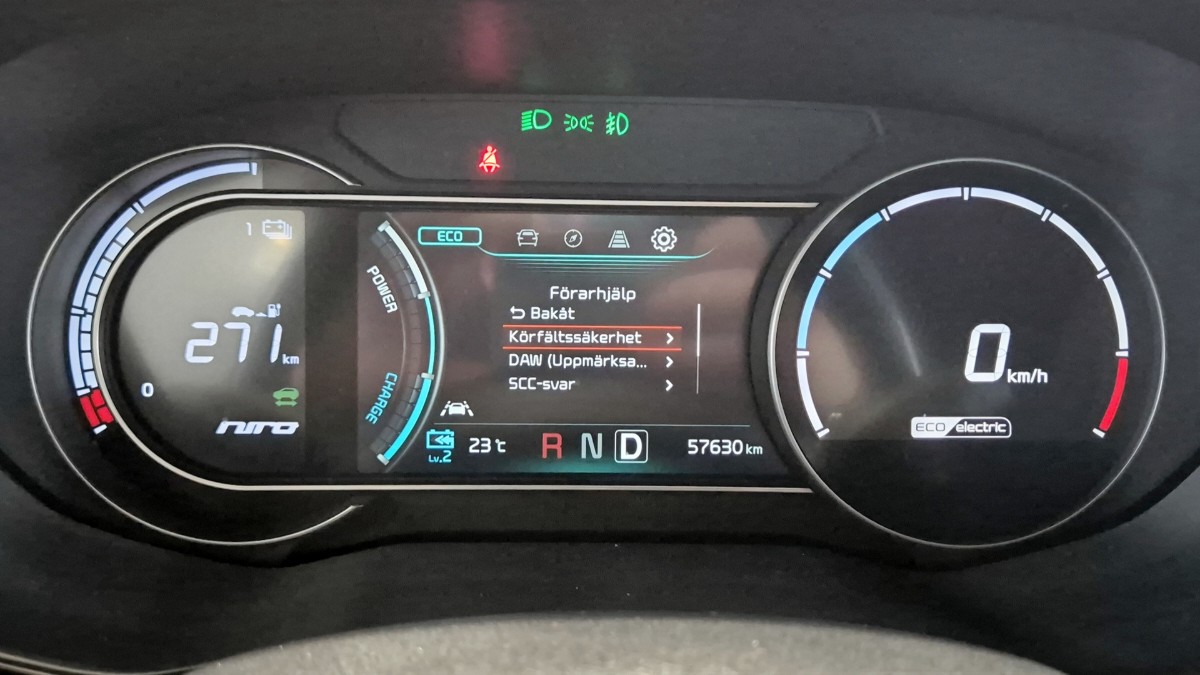 1
271 km
0
niro
POWER
CHARGE
ECO
Förarhjälp
Bakåt
Körfältssäkerhet
DAW (Uppmärksa...
SCC-svar
Lv.2
23 °C
R N D
57630 km
0 km/h
ECO electric